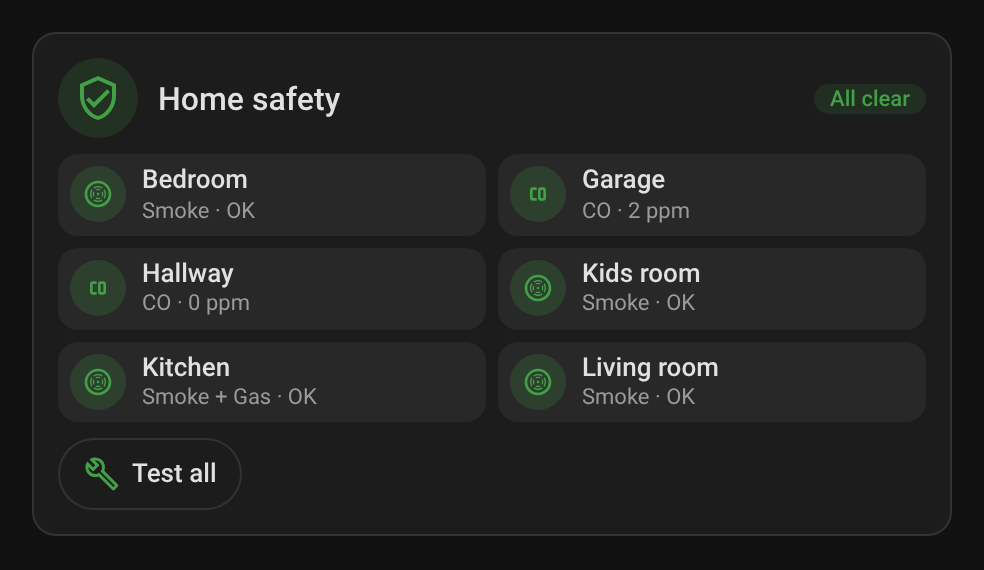 Home safety
All clear
Bedroom
Smoke · OK
CO
Garage
CO · 2 ppm
CO
Hallway
CO · 0 ppm
Kids room
Smoke · OK
Kitchen
Smoke + Gas · OK
Living room
Smoke · OK
Test all